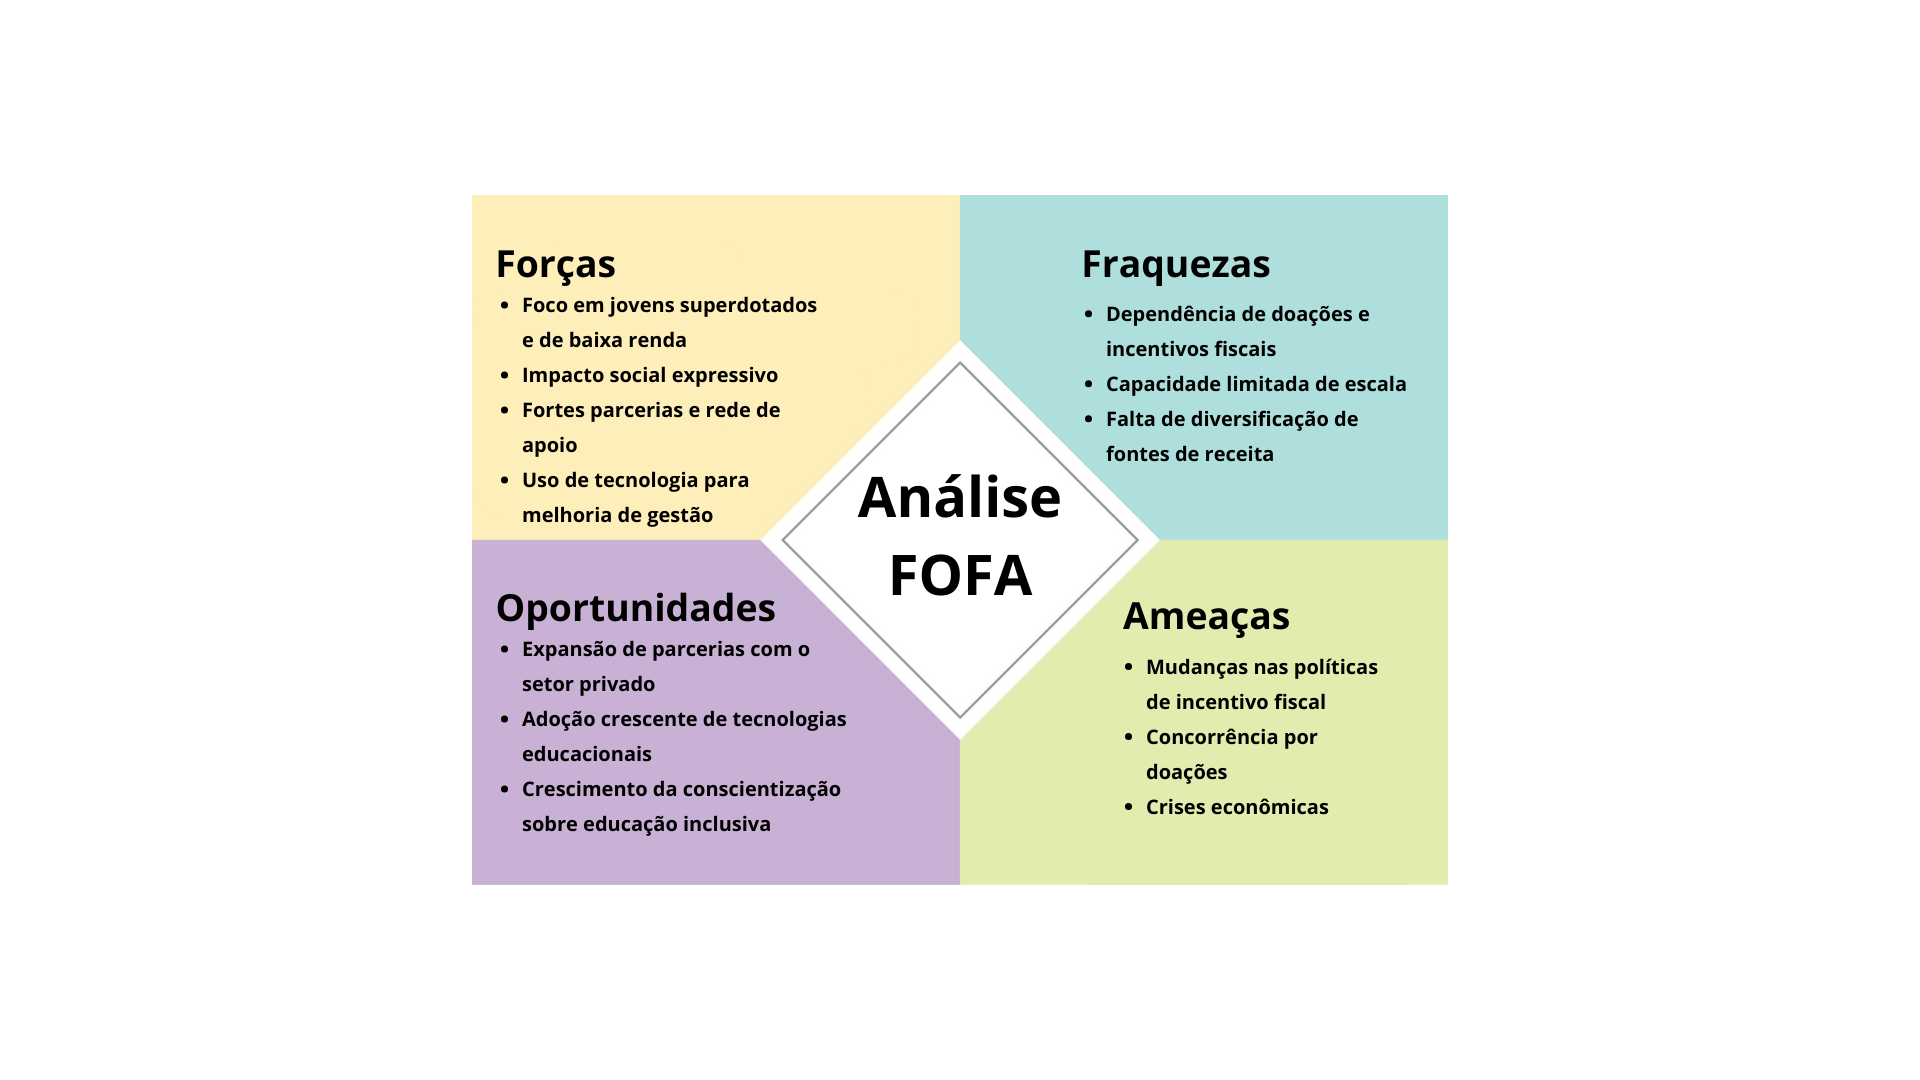 Forças
• Foco em jovens superdotados
e de baixa renda
• Impacto social expressivo
• Fortes parcerias e rede de
apoio
• Uso de tecnologia para
melhoria de gestão
Fraquezas
• Dependência de doações e
incentivos fiscais
• Capacidade limitada de escala
• Falta de diversificação de
fontes de receita
Análise
FOFA
Oportunidades
• Expansão de parcerias com o
setor privado
• Adoção crescente de tecnologias
educacionais
• Crescimento da conscientização
sobre educação inclusiva
Ameaças
• Mudanças nas políticas
de incentivo fiscal
• Concorrência por
doações
• Crises econômicas